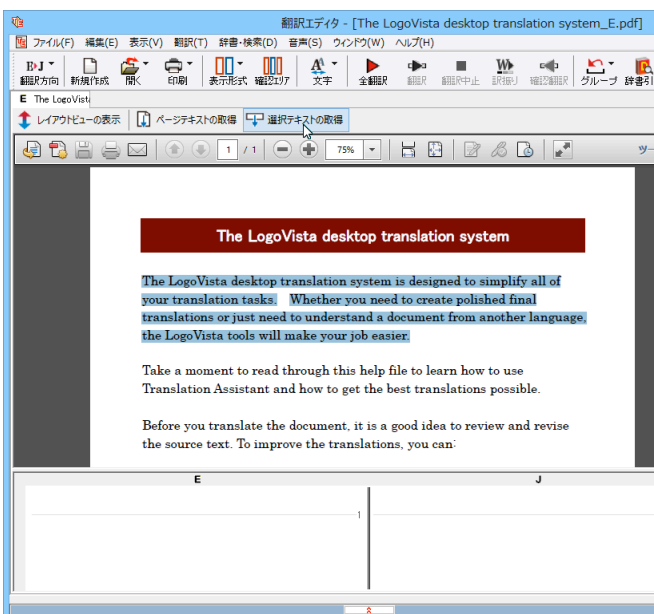 翻訳エディタ - [The LogoVista desktop translation system_E.pdf]
ファイル(F) 編集(E) 表示(V) 翻訳(T) 辞書・検索(D) 音声(S) ウィンドウ(W) ヘルプ(H)
E▸J
翻訳方向 新規作成 開く 印刷 表示形式 確認エリア 文字 全翻訳 翻訳 翻訳中止 訳振り 確認翻訳 グループ 辞書引
E The LogoVist
レイアウトビューの表示 ページテキストの取得 選択テキストの取得
1 / 1 75% ツー
The LogoVista desktop translation system
The LogoVista desktop translation system is designed to simplify all of
your translation tasks. Whether you need to create polished final
translations or just need to understand a document from another language,
the LogoVista tools will make your job easier.
Take a moment to read through this help file to learn how to use
Translation Assistant and how to get the best translations possible.
Before you translate the document, it is a good idea to review and revise
the source text. To improve the translations, you can:
E J
1